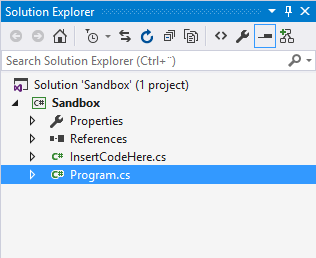 Solution Explorer
Search Solution Explorer (Ctrl+¨)
Solution 'Sandbox' (1 project)
C# Sandbox
Properties
References
C# InsertCodeHere.cs
C# Program.cs